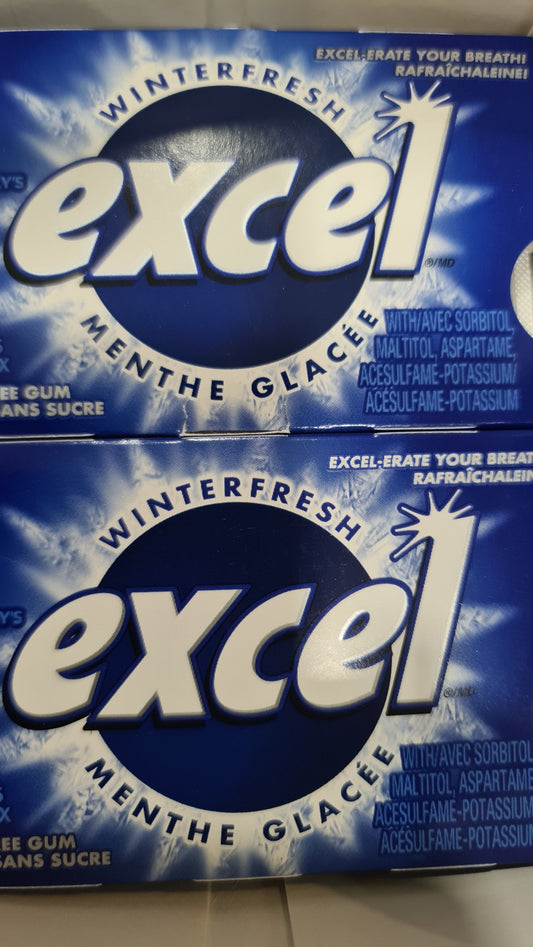 EXCEL-ERATE YOUR BREATH!
RAFRAÎCHALEINE!
WINTERFRESH
excel
®/MD
MENTHE GLACÉE
WITH/AVEC SORBITOL,
MALTITOL, ASPARTAME,
ACESULFAME-POTASSIUM/
ACÉSULFAME-POTASSIUM
EE GUM
ANS SUCRE
EXCEL-ERATE YOUR BREAT
RAFRAÎCHALEIN
WINTERFRESH
excel
®/MD
MENTHE GLACÉE
WITH/AVEC SORBITOL
MALTITOL, ASPARTAME
ACESULFAME-POTASSIUM
ACÉSULFAME-POTASSIU
EE GUM
SANS SUCRE